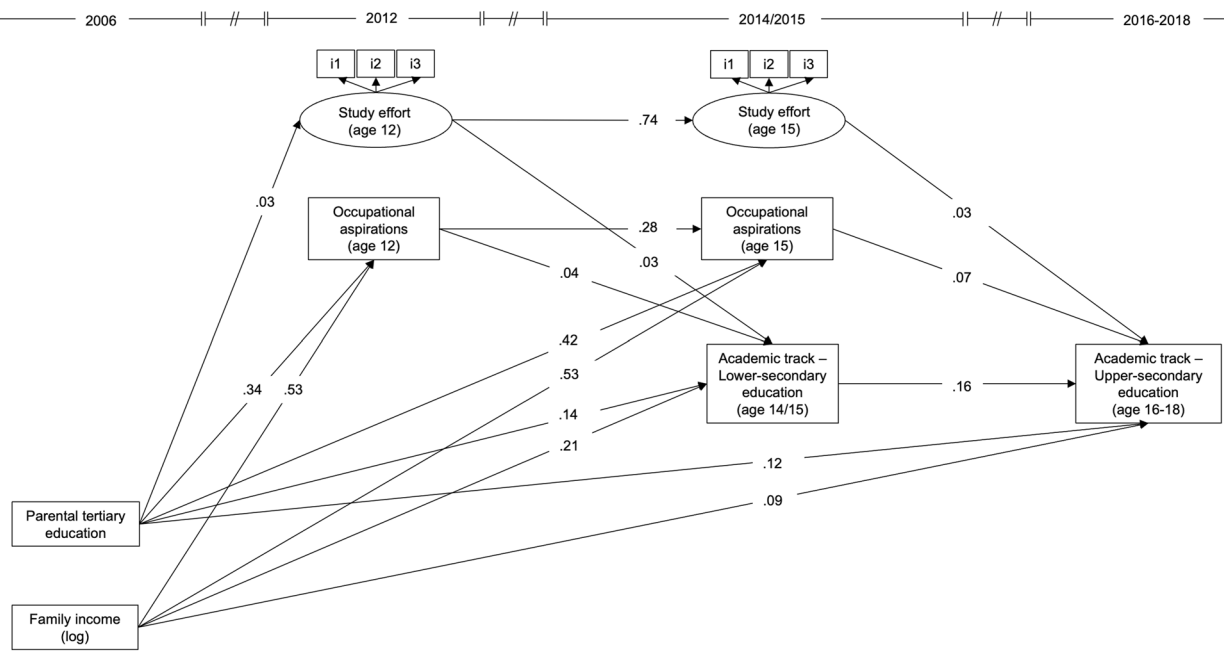 2006
2012
2014/2015
2016-2018
i1 i2 i3
i1 i2 i3
Study effort
(age 12)
.74
Study effort
(age 15)
.03
Occupational
aspirations
(age 12)
.28
Occupational
aspirations
(age 15)
.03
.04
.03
.07
.42
.53
.34
.53
.14
.21
Academic track –
Lower-secondary
education
(age 14/15)
.16
Academic track –
Upper-secondary
education
(age 16-18)
.12
.09
Parental tertiary
education
Family income
(log)